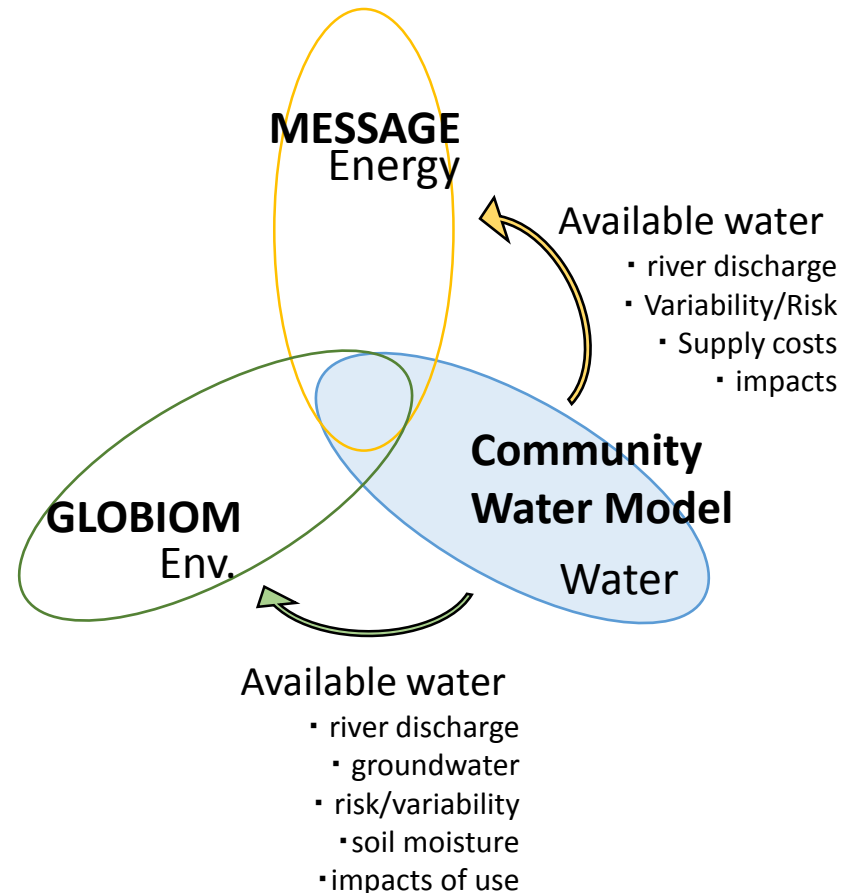 MESSAGE
Energy
Available water
▪ river discharge
▪ Variability/Risk
▪ Supply costs
▪ impacts
Community
Water Model
Water
GLOBIOM
Env.
Available water
▪ river discharge
▪ groundwater
▪ risk/variability
▪soil moisture
▪impacts of use